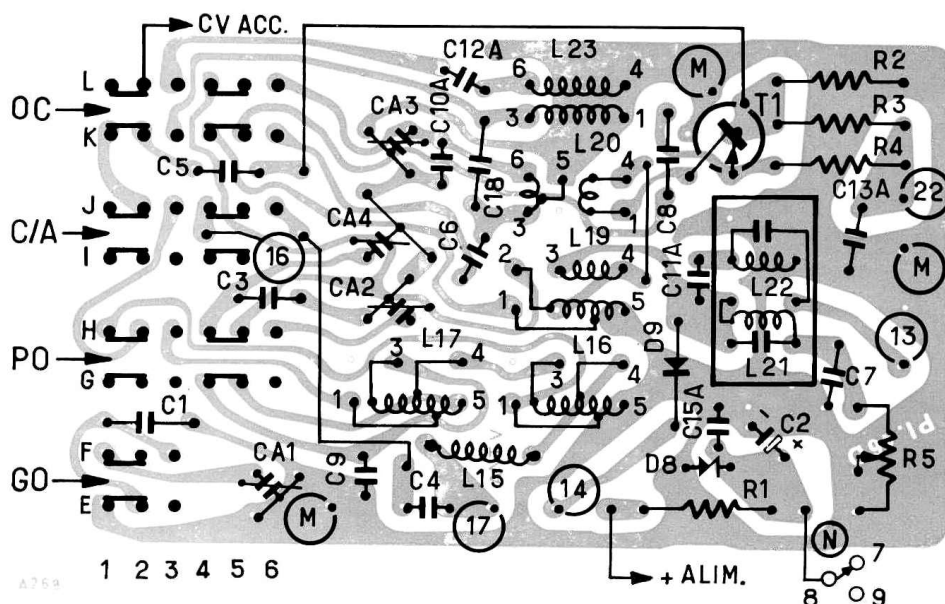 CV ACC.
C12A
L23
6
4
M
R2
L
OC
K
CA3
C10A
3
1
L20
T1
R3
R4
C5
C18
6
5
4
C8
C13A
22
J
C/A
I
16
CA4
C6
3
1
L19
2
3
4
C11A
M
C3
CA2
1
5
L22
H
PO
G
L17
3
4
L16
3
4
D9
L21
13
C7
1
5
1
5
C1
C15A
C2
x
F
GO
E
CA1
C9
L15
D8
R5
C4
14
R1
M
17
N
1 2 3 4 5 6
+ ALIM.
7
8
9
A259